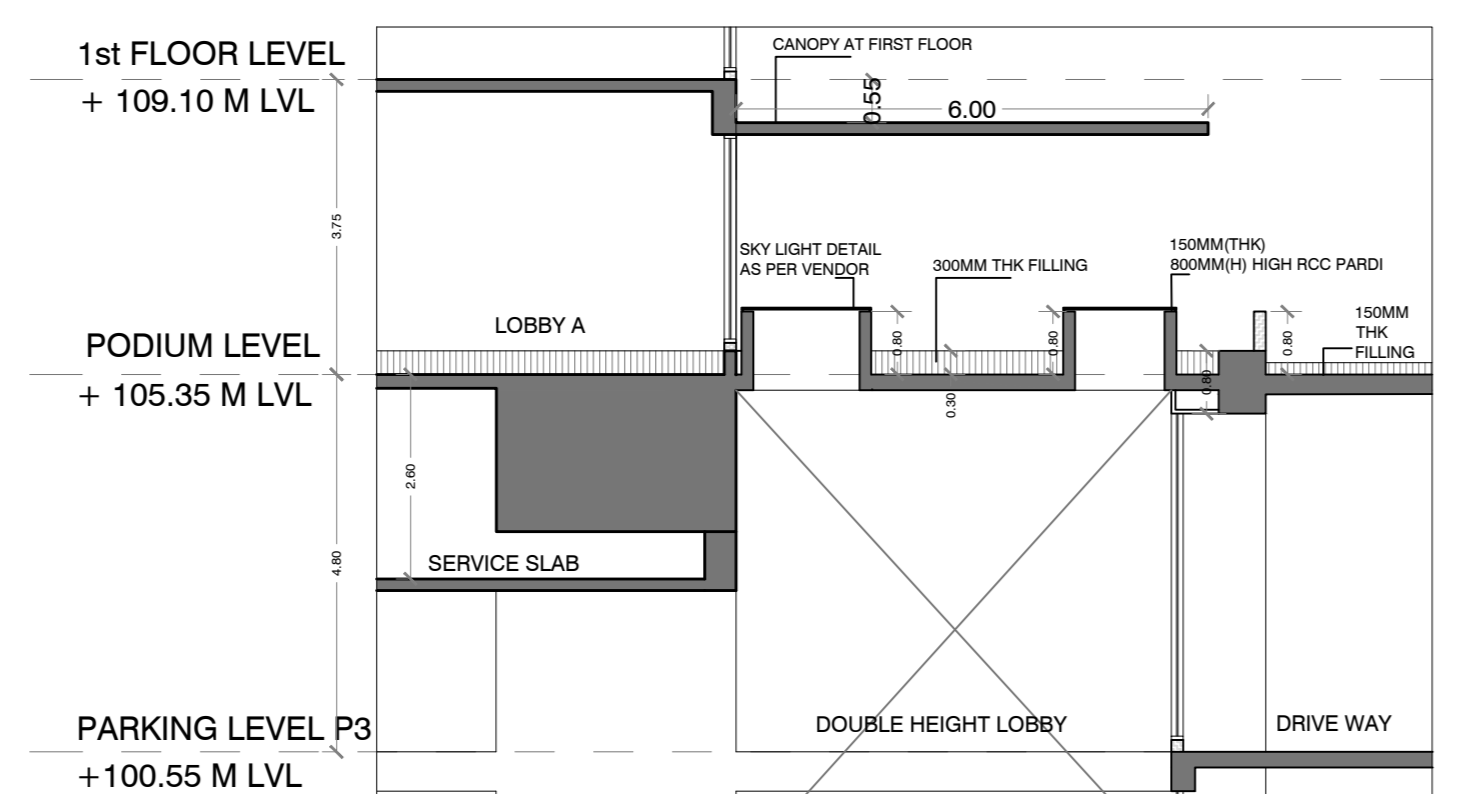 1st FLOOR LEVEL
+ 109.10 M LVL
CANOPY AT FIRST FLOOR
0.55
6.00
3.75
SKY LIGHT DETAIL
AS PER VENDOR
300MM THK FILLING
150MM(THK)
800MM(H) HIGH RCC PARDI
150MM
THK
FILLING
LOBBY A
0.80
0.80
0.80
PODIUM LEVEL
+ 105.35 M LVL
0.80
0.30
2.60
4.80
SERVICE SLAB
PARKING LEVEL P3
+100.55 M LVL
DOUBLE HEIGHT LOBBY
DRIVE WAY